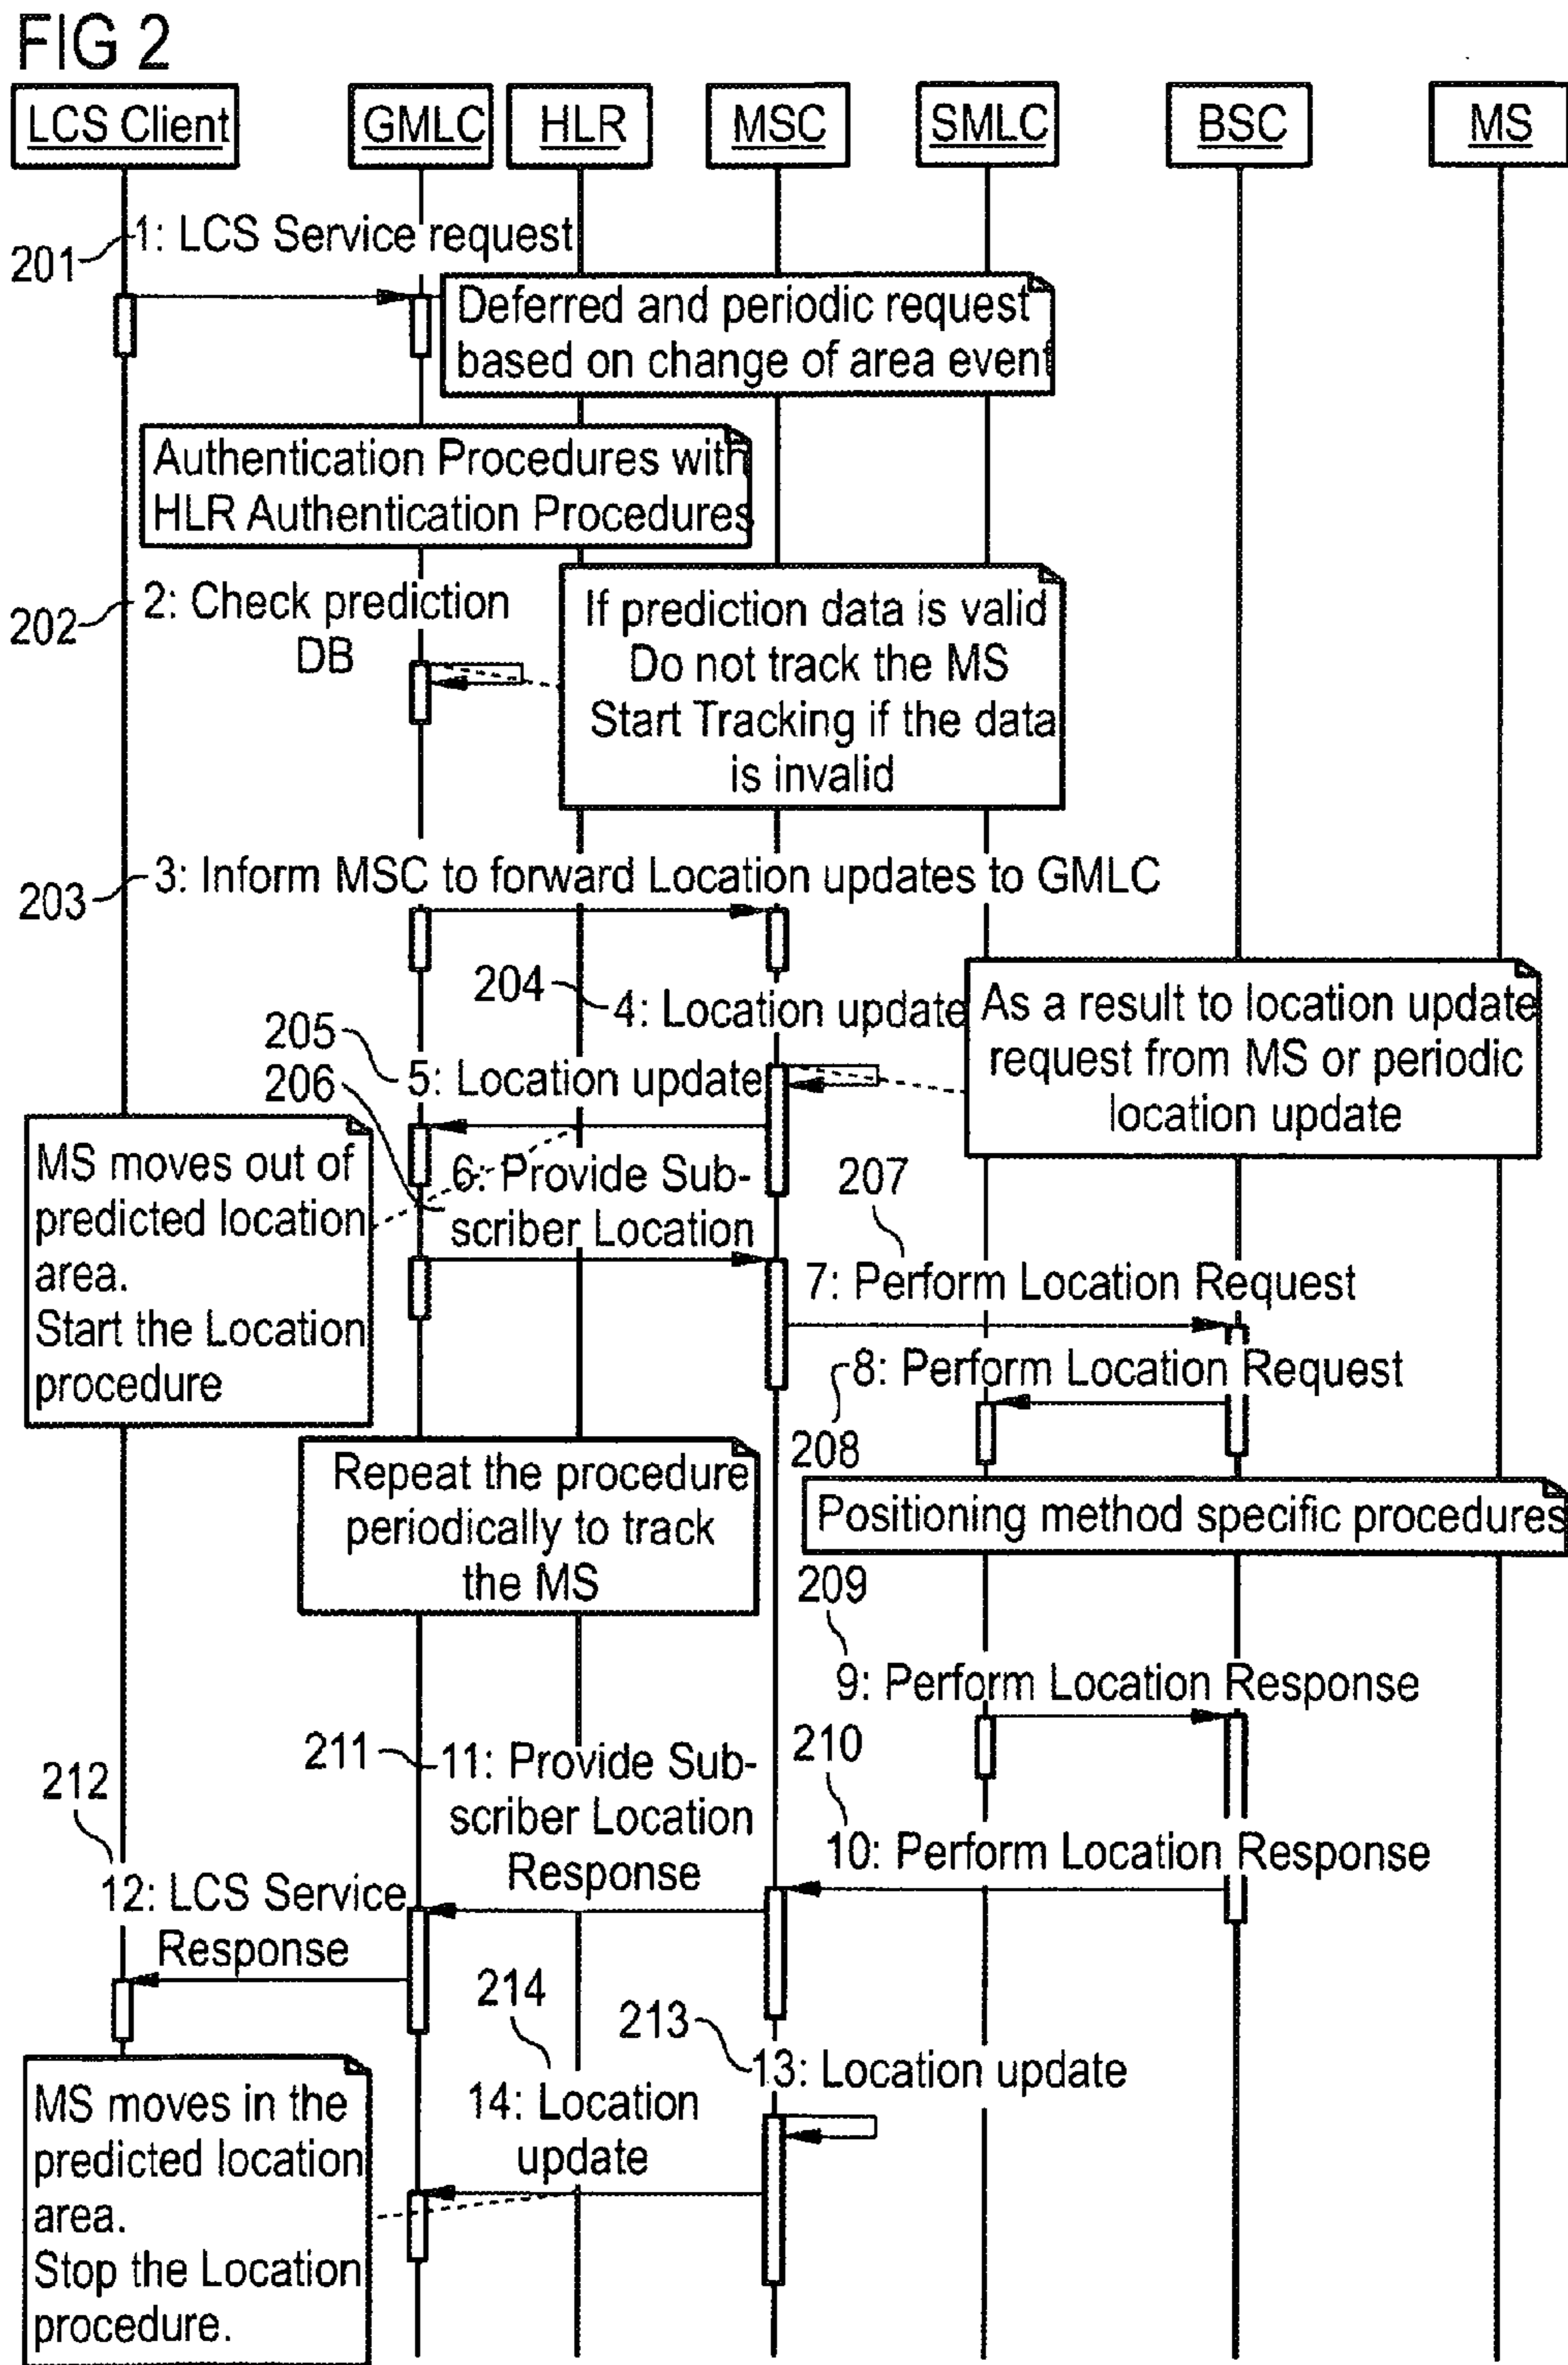 FIG 2
LCS Client
GMLC
HLR
MSC
SMLC
BSC
MS
1: LCS Service request
201
Deferred and periodic request
based on change of area event
Authentication Procedures with
HLR Authentication Procedures
2: Check prediction
DB
202
If prediction data is valid
Do not track the MS
Start Tracking if the data
is invalid
3: Inform MSC to forward Location updates to GMLC
203
204
4: Location update
As a result to location update
request from MS or periodic
location update
205
5: Location update
206
MS moves out of
predicted location
area.
Start the Location
procedure
6: Provide Sub-
scriber Location
207
7: Perform Location Request
8: Perform Location Request
208
Repeat the procedure
periodically to track
the MS
Positioning method specific procedures
209
9: Perform Location Response
210
10: Perform Location Response
211
11: Provide Sub-
scriber Location
Response
212
12: LCS Service
Response
213
13: Location update
214
14: Location
update
MS moves in the
predicted location
area.
Stop the Location
procedure.